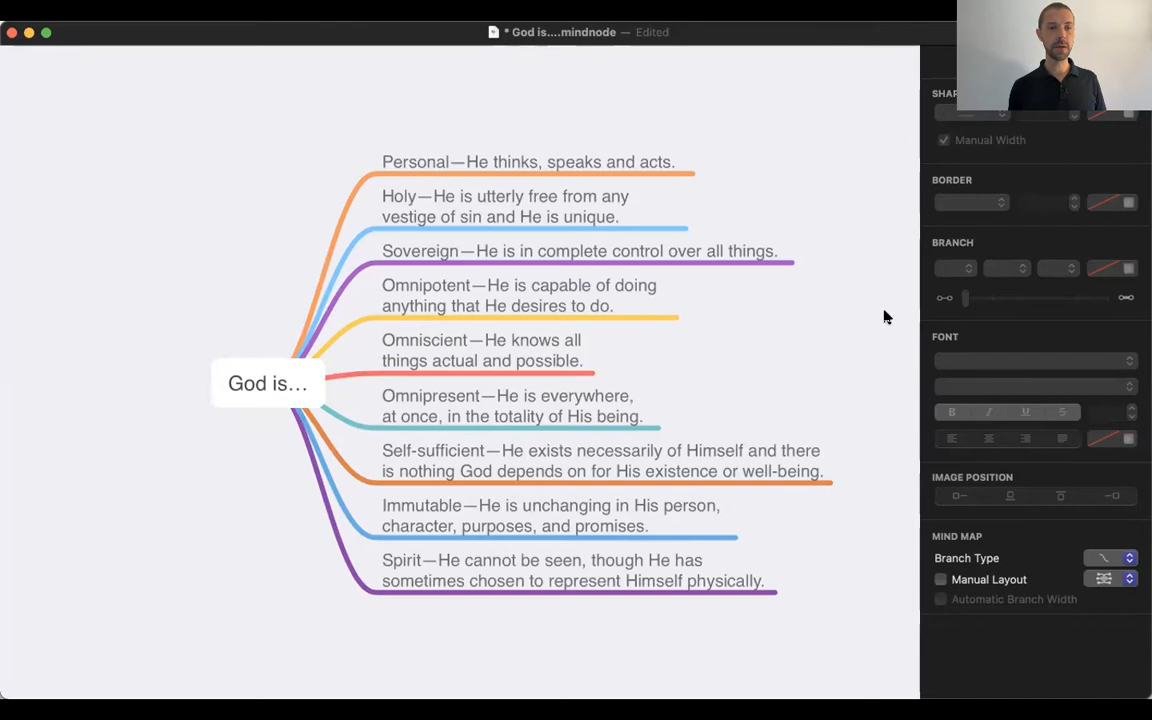 * God is....mindnode — Edited
Personal—He thinks, speaks and acts.
Holy—He is utterly free from any
vestige of sin and He is unique.
Sovereign—He is in complete control over all things.
Omnipotent—He is capable of doing
anything that He desires to do.
Omniscient—He knows all
things actual and possible.
God is...
Omnipresent—He is everywhere,
at once, in the totality of His being.
Self-sufficient—He exists necessarily of Himself and there
is nothing God depends on for His existence or well-being.
Immutable—He is unchanging in His person,
character, purposes, and promises.
Spirit—He cannot be seen, though He has
sometimes chosen to represent Himself physically.
SHAP
Manual Width
BORDER
BRANCH
FONT
B I U S
IMAGE POSITION
MIND MAP
Branch Type
Manual Layout
Automatic Branch Width